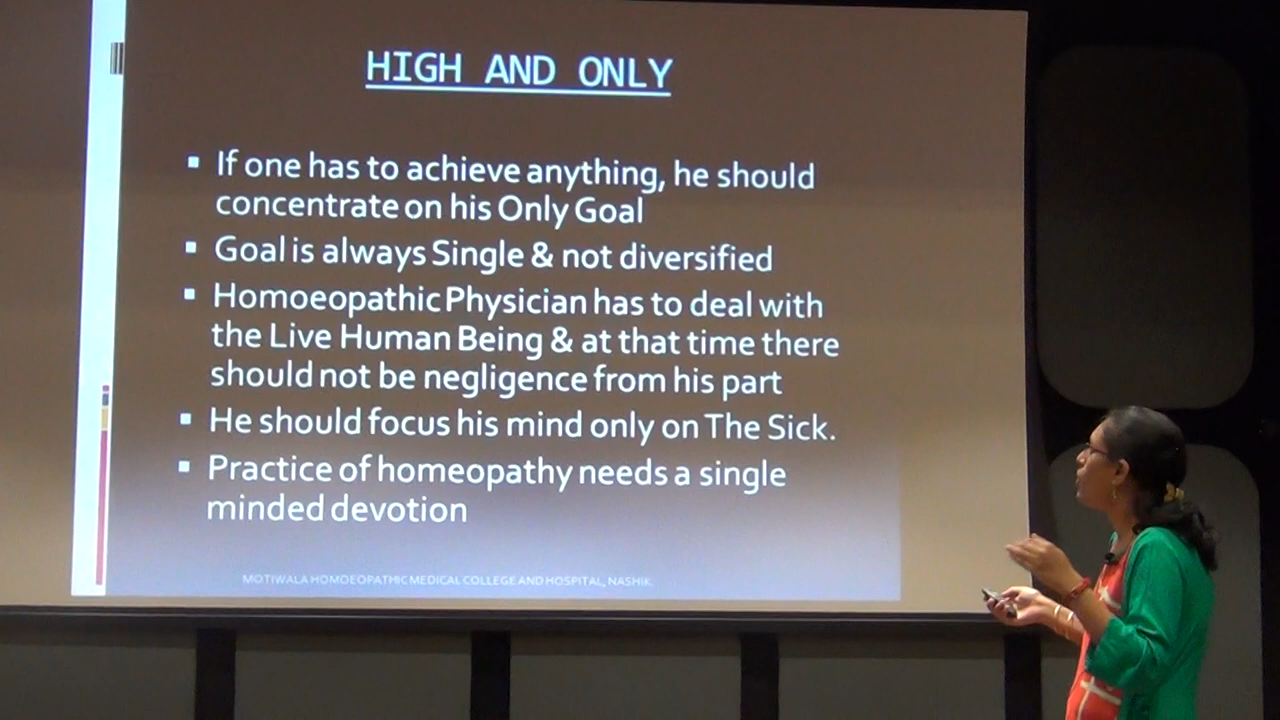 HIGH AND ONLY
If one has to achieve anything, he should
concentrate on his Only Goal
Goal is always Single & not diversified
Homoeopathic Physician has to deal with
the Live Human Being & at that time there
should not be negligence from his part
He should focus his mind only on The Sick.
Practice of homeopathy needs a single
minded devotion
MOTIWALA HOMOEOPATHIC MEDICAL COLLEGE AND HOSPITAL, NASHIK.